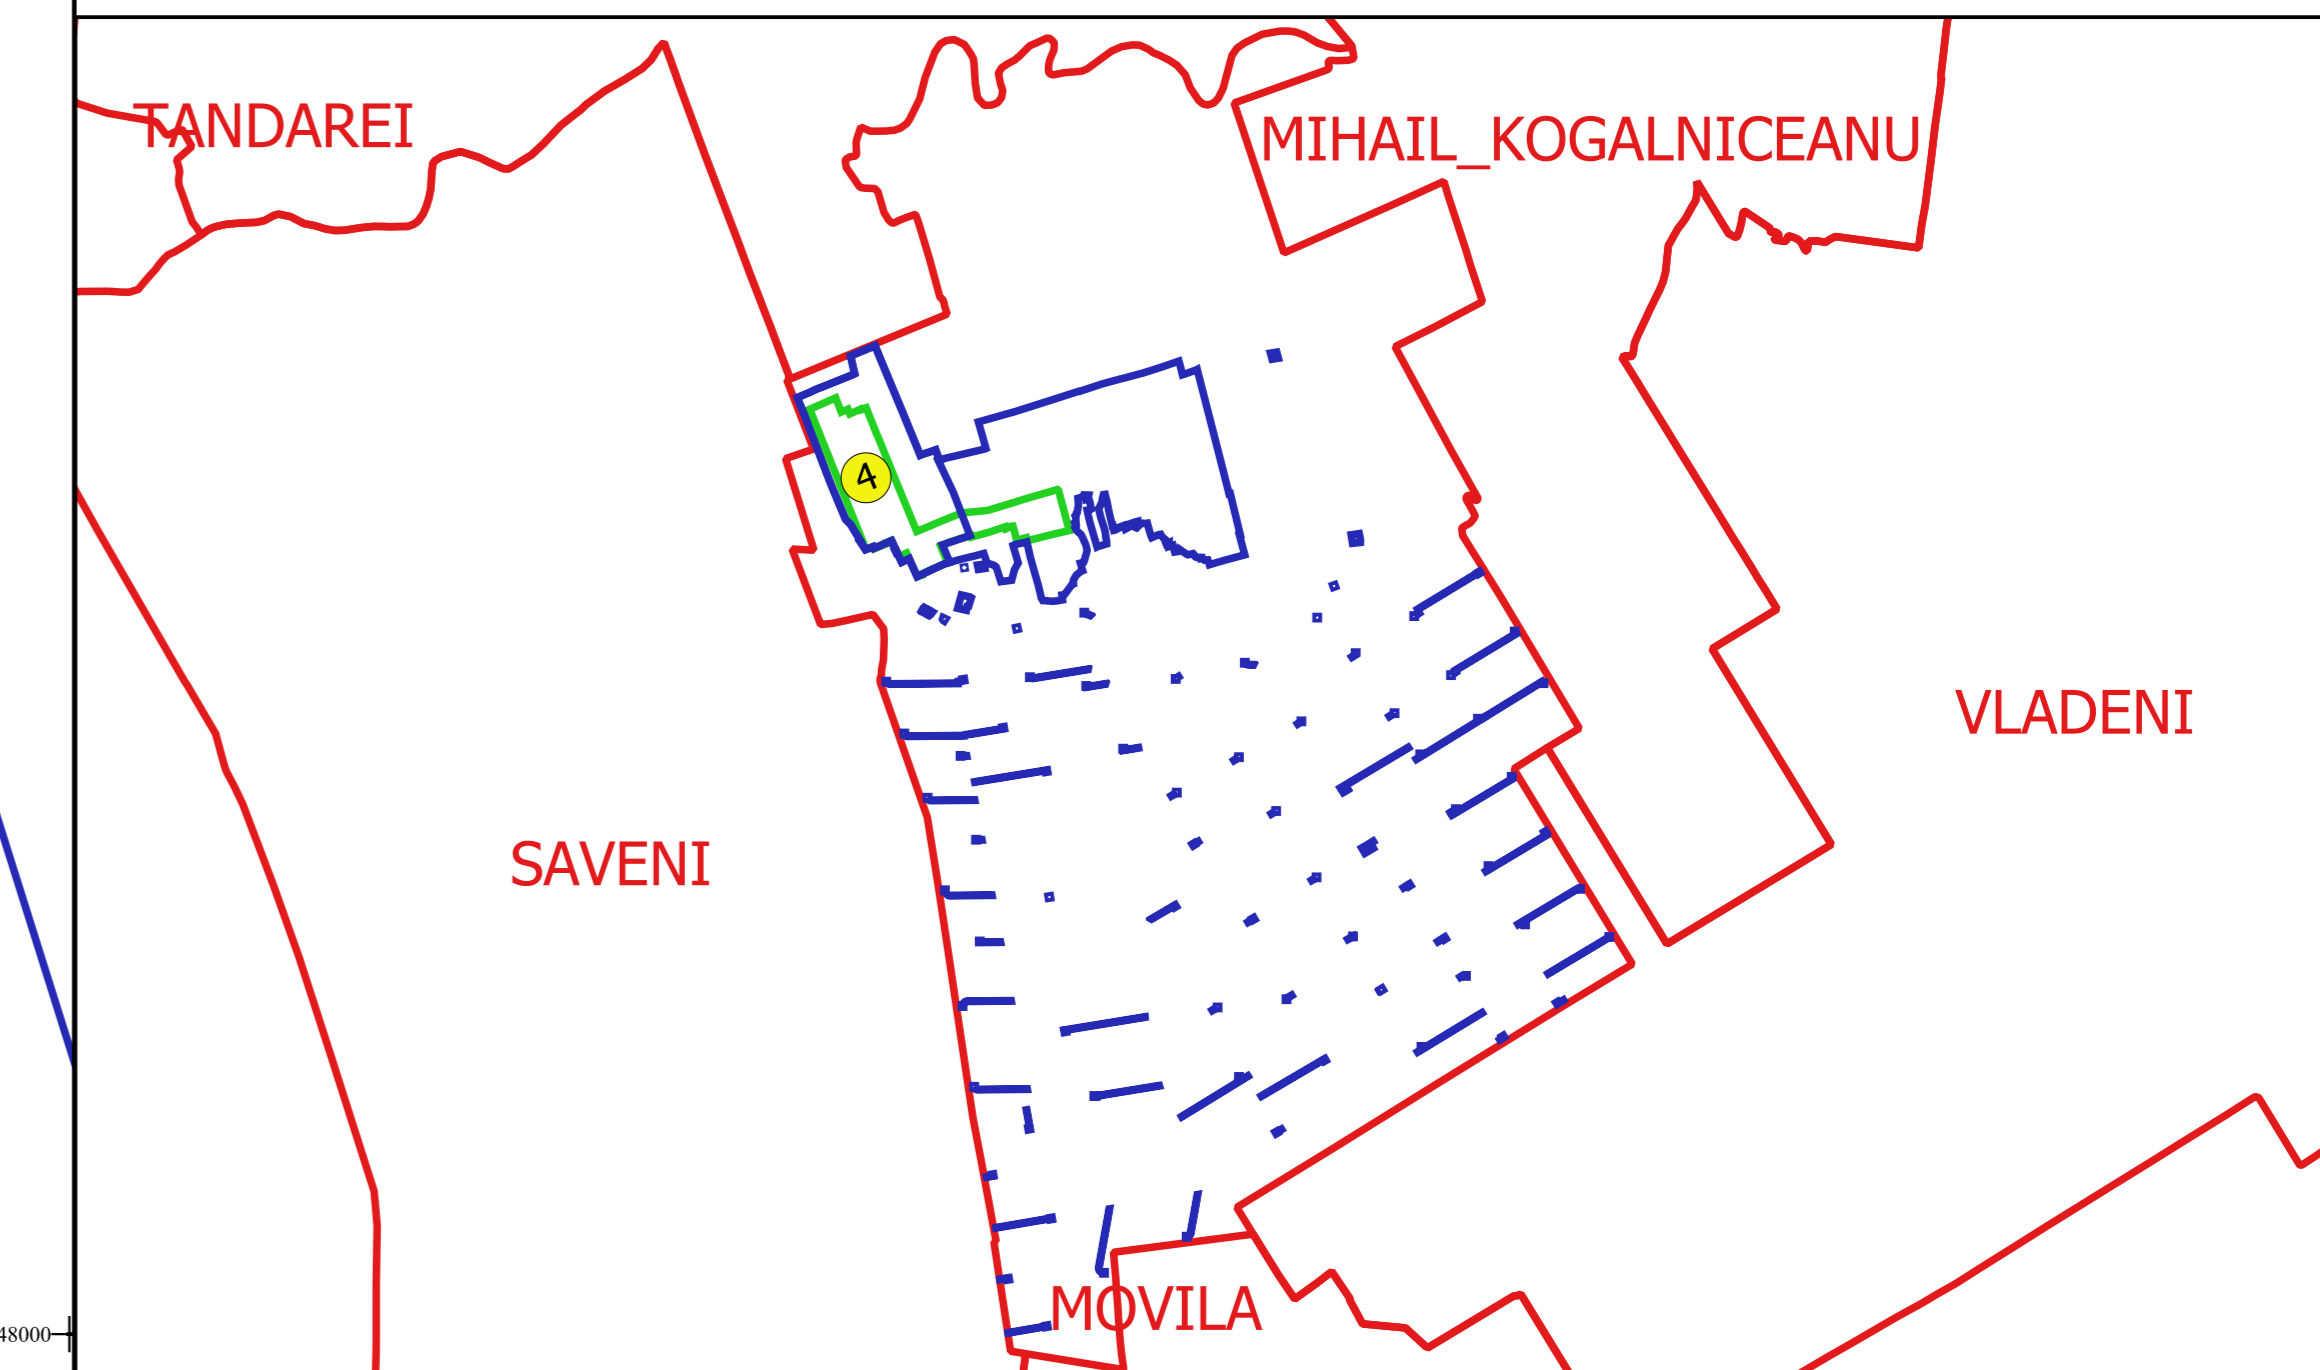 TANDAREI
MIHAIL_KOGALNICEANU
4
VLADENI
SAVENI
MOVILA
48000